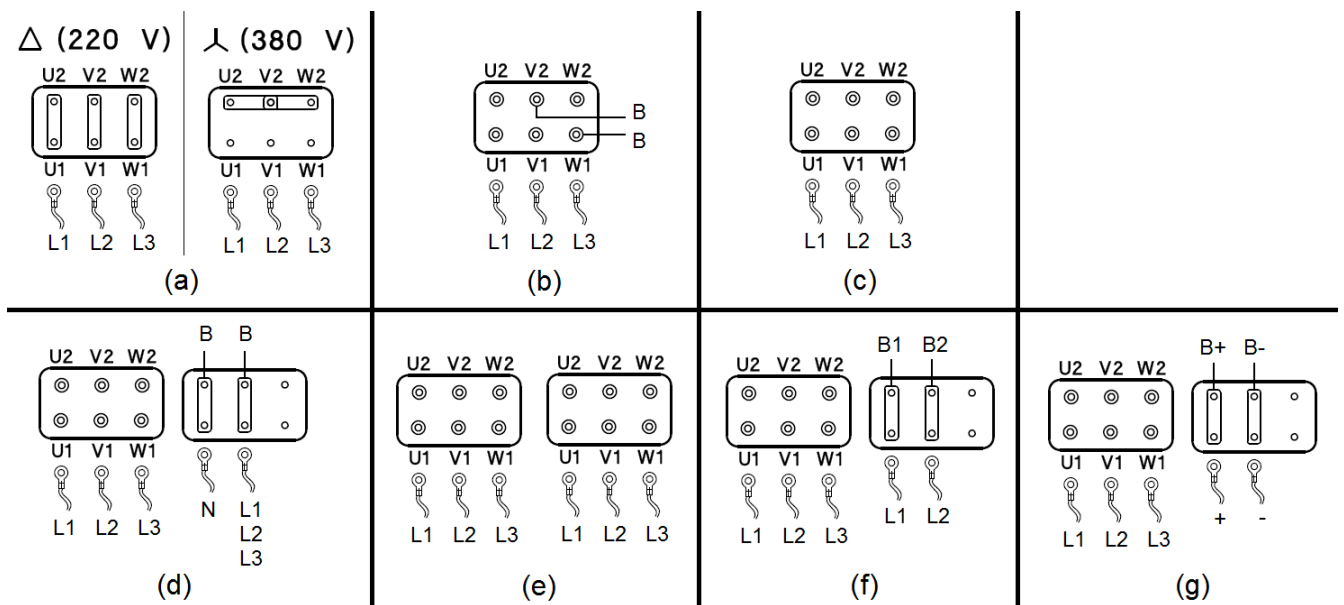 △ (220 V)
⅄ (380 V)
U2 V2 W2
U1 V1 W1
L1 L2 L3
U2 V2 W2
U1 V1 W1
L1 L2 L3
(a)
U2 V2 W2
B
B
U1 V1 W1
L1 L2 L3
(b)
U2 V2 W2
U1 V1 W1
L1 L2 L3
(c)
U2 V2 W2
U1 V1 W1
L1 L2 L3
B B
N L1
L2
L3
(d)
U2 V2 W2
U1 V1 W1
L1 L2 L3
U2 V2 W2
U1 V1 W1
L1 L2 L3
(e)
U2 V2 W2
U1 V1 W1
L1 L2 L3
B1 B2
L1 L2
(f)
U2 V2 W2
U1 V1 W1
L1 L2 L3
B+ B-
+ -
(g)